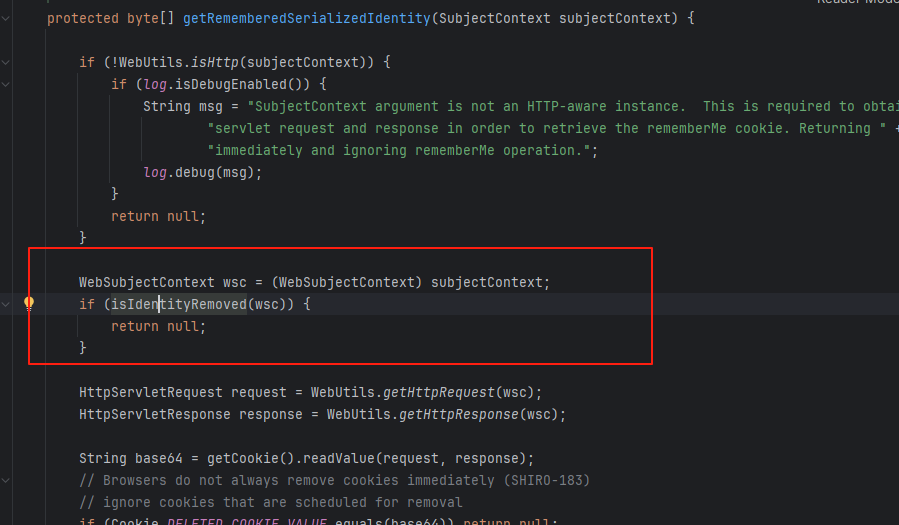 Reader Mode
protected byte[] getRememberedSerializedIdentity(SubjectContext subjectContext) {
if (!WebUtils.isHttp(subjectContext)) {
if (log.isDebugEnabled()) {
String msg = "SubjectContext argument is not an HTTP-aware instance.  This is required to obtai
"servlet request and response in order to retrieve the rememberMe cookie. Returning " +
"immediately and ignoring rememberMe operation.";
log.debug(msg);
}
return null;
}
WebSubjectContext wsc = (WebSubjectContext) subjectContext;
if (isIdentityRemoved(wsc)) {
return null;
}
HttpServletRequest request = WebUtils.getHttpRequest(wsc);
HttpServletResponse response = WebUtils.getHttpResponse(wsc);
String base64 = getCookie().readValue(request, response);
// Browsers do not always remove cookies immediately (SHIRO-183)
// ignore cookies that are scheduled for removal
if (Cookie.DELETED_COOKIE_VALUE.equals(base64)) return null;